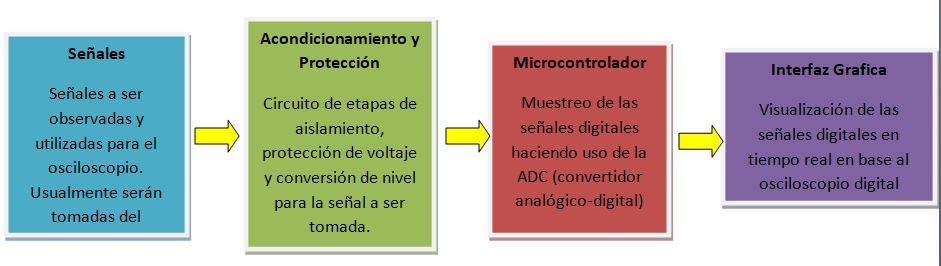 Señales
Señales a ser
observadas y
utilizadas para el
osciloscopio.
Usualmente serán
tomadas del
Acondicionamiento y
Protección
Circuito de etapas de
aislamiento,
protección de voltaje
y conversión de nivel
para la señal a ser
tomada.
Microcontrolador
Muestreo de las
señales digitales
haciendo uso de la
ADC (convertidor
analógico-digital)
Interfaz Grafica
Visualización de las
señales digitales en
tiempo real en base al
osciloscopio digital